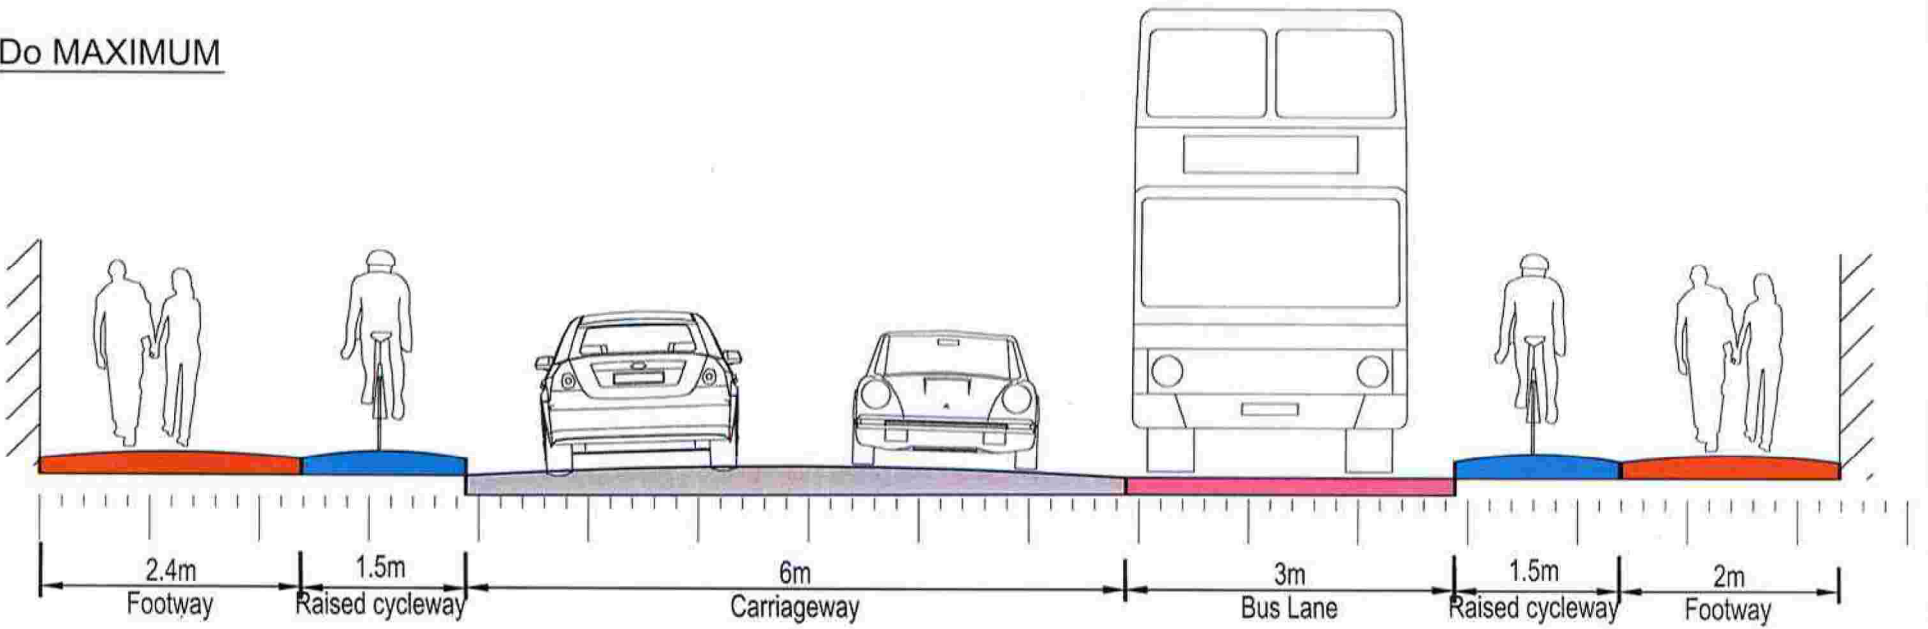 Do MAXIMUM
2.4m
Footway
1.5m
Raised cycleway
6m
Carriageway
3m
Bus Lane
1.5m
Raised cycleway
2m
Footway